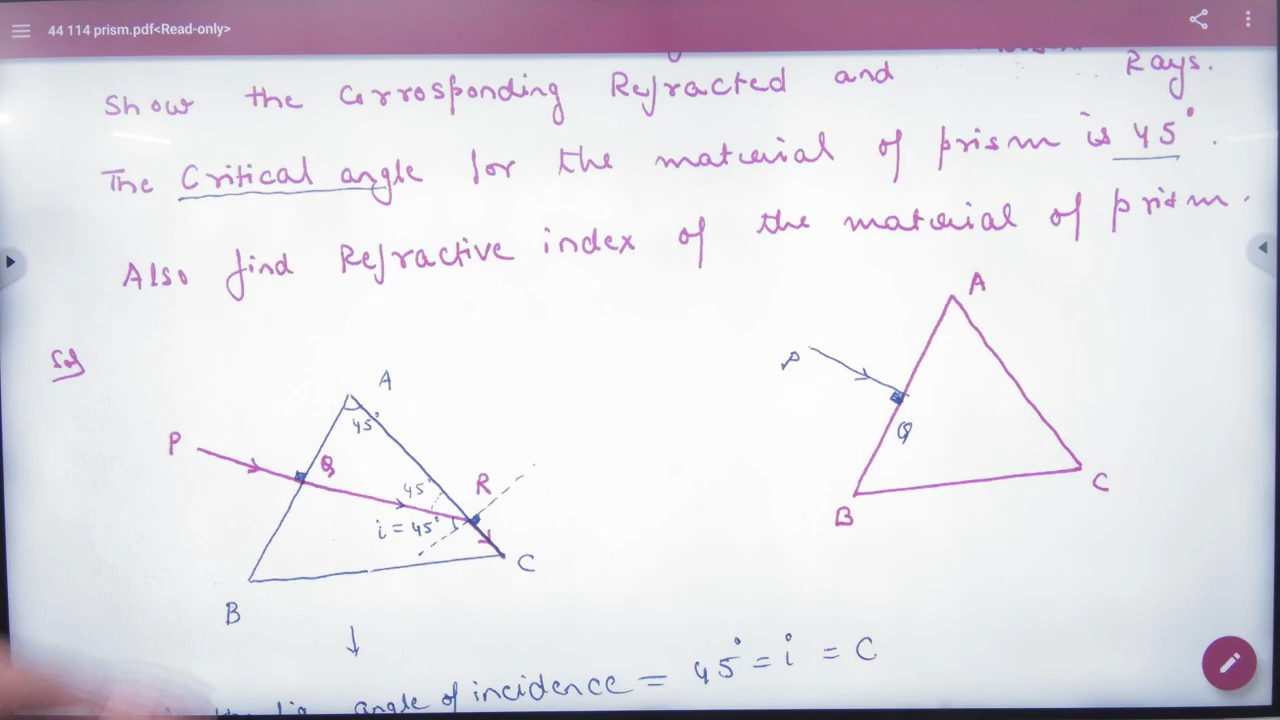 44 114 prism.pdf<Read-only>
Show the Corrosponding Refracted and Rays.
The Critical angle for the material of prism is 45°.
Also find Refractive index of the material of prism.
Sol
A
P
Q
A
45°
P
Q
45°
R
i = 45°
C
B
C
B
angle of incidence = 45° = i = C